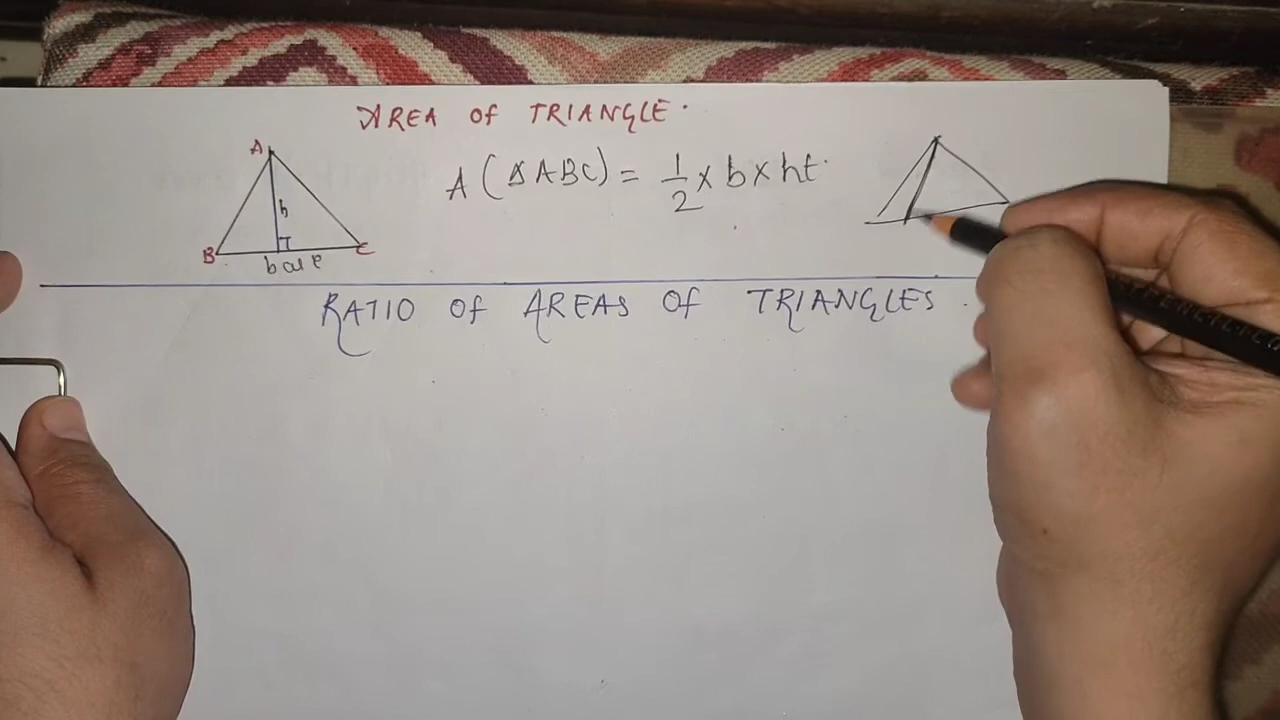 AREA OF TRIANGLE.
A
A (ΔABC) = 1/2 × b × ht.
h
B
C
base
RATIO OF AREAS OF TRIANGLES.